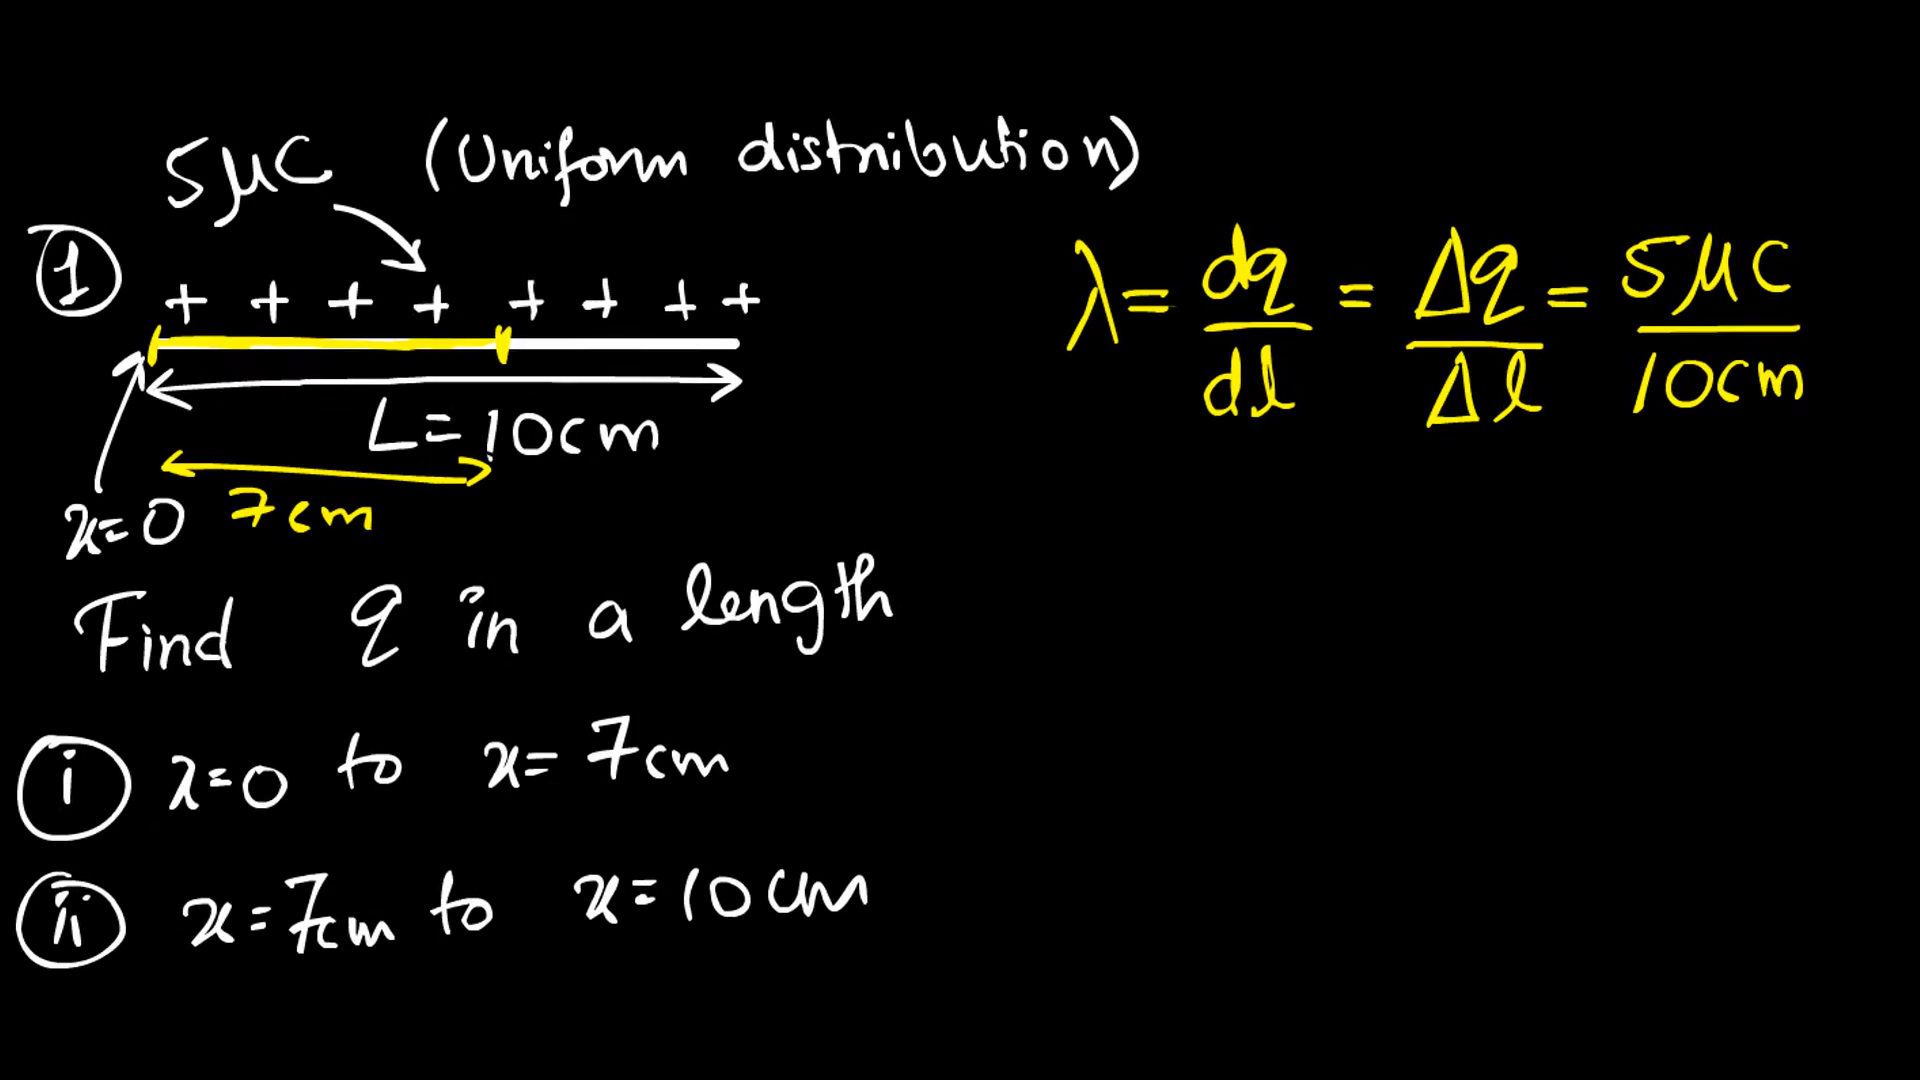 5μC (Uniform distribution)
① + + + + + + + +
λ = dq/dl = Δq/Δl = 5μC/10cm
L=10cm
x=0 7cm
Find q in a length
ⓘ x=0 to x=7cm
ⓘⓘ x=7cm to x=10cm